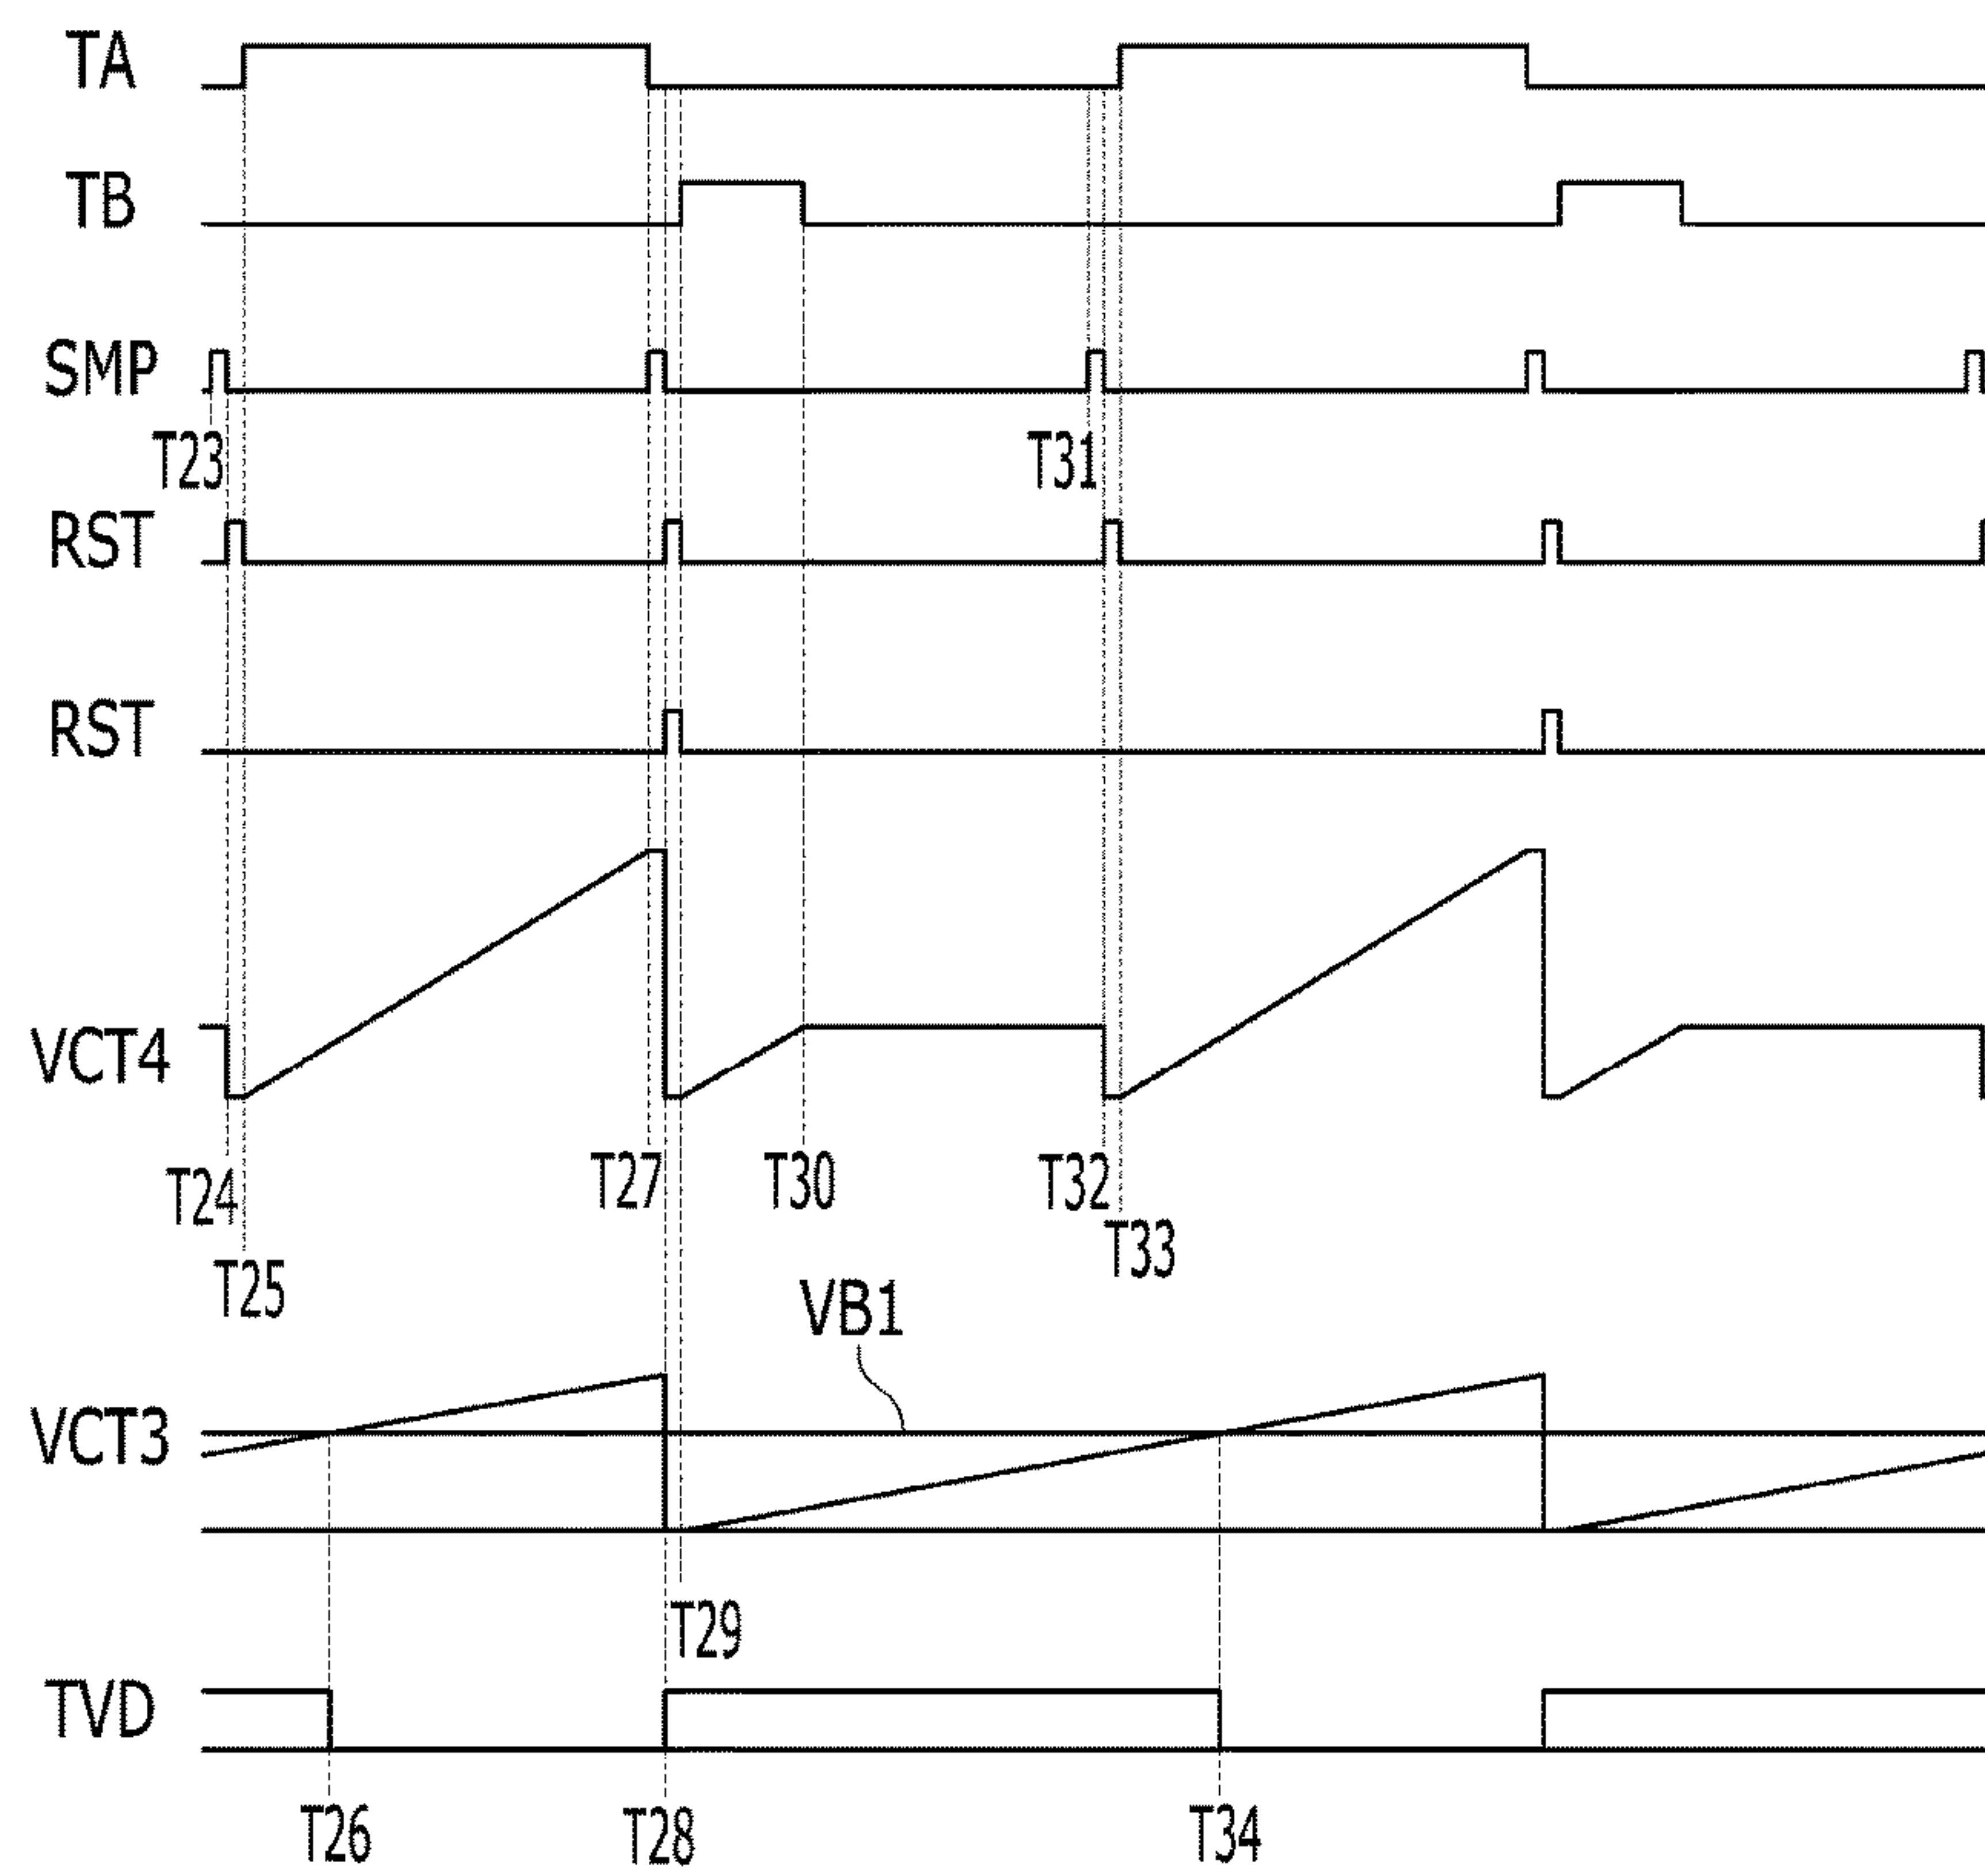 TA
TB
SMP
T23
T31
RST
RST
VCT4
T24
T27
T30
T32
T33
T25
VB1
VCT3
T29
TVD
T26
T28
T34